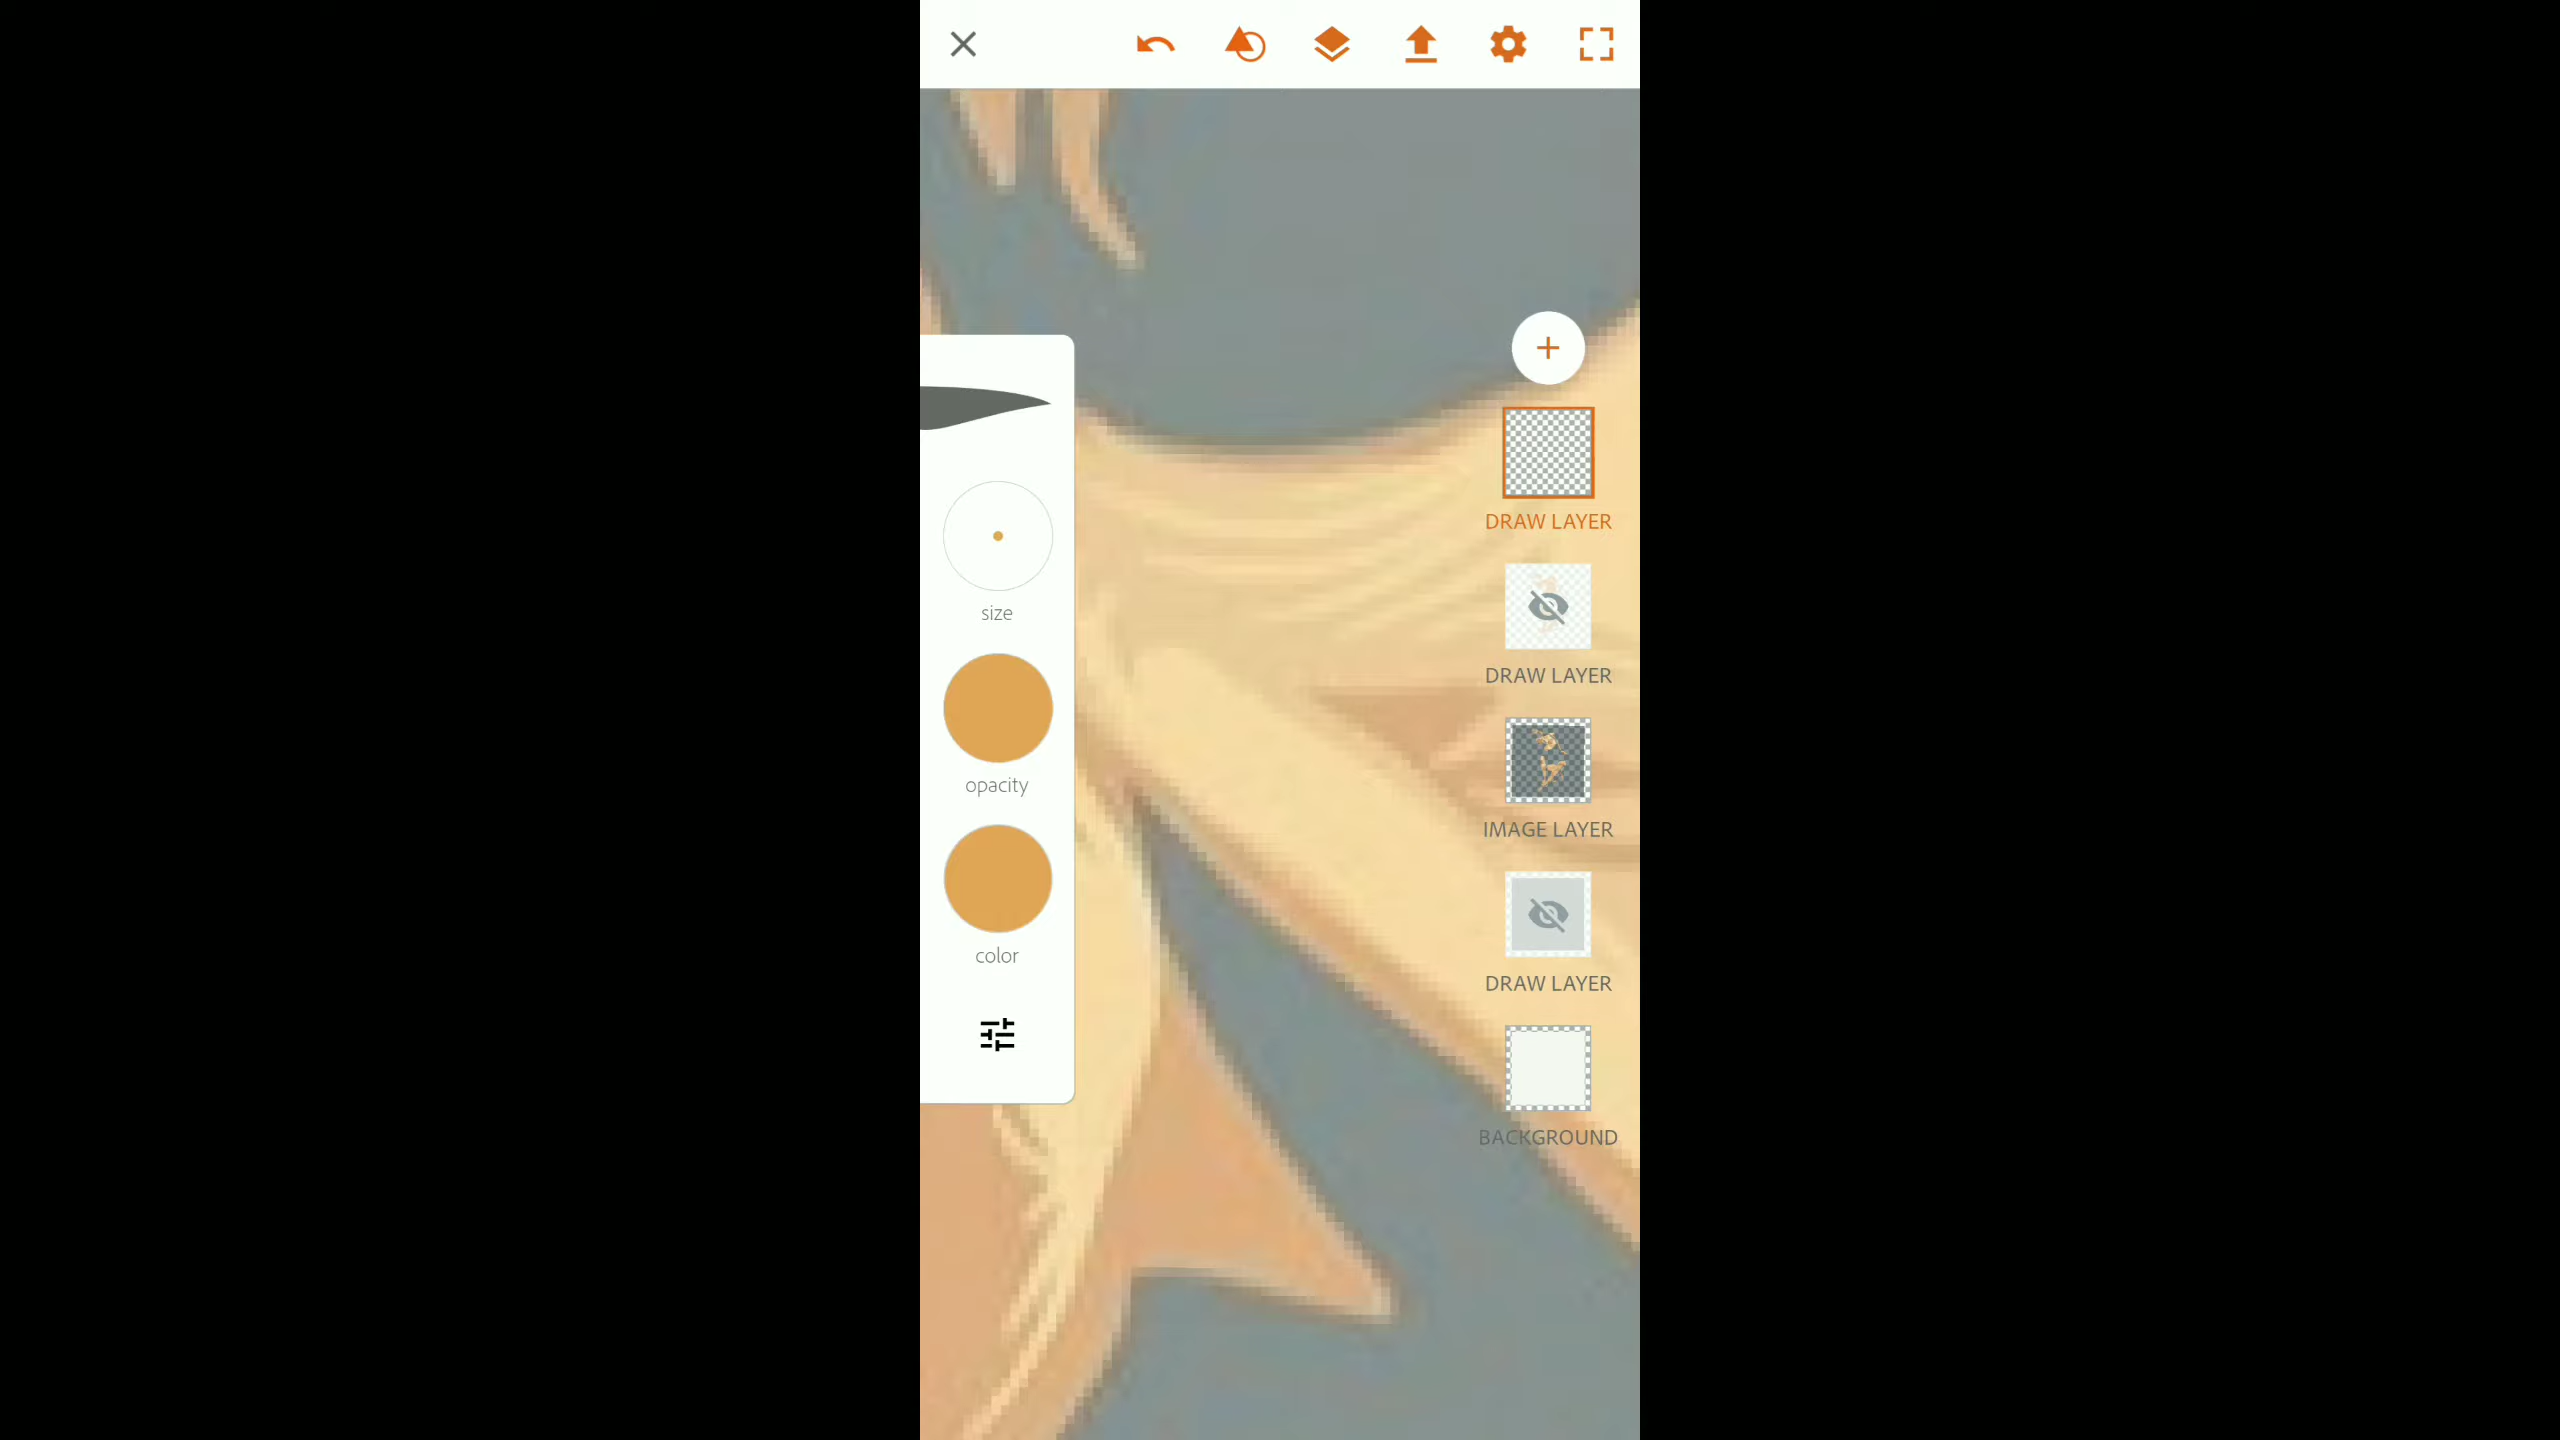 size
opacity
color
DRAW LAYER
DRAW LAYER
IMAGE LAYER
DRAW LAYER
BACKGROUND